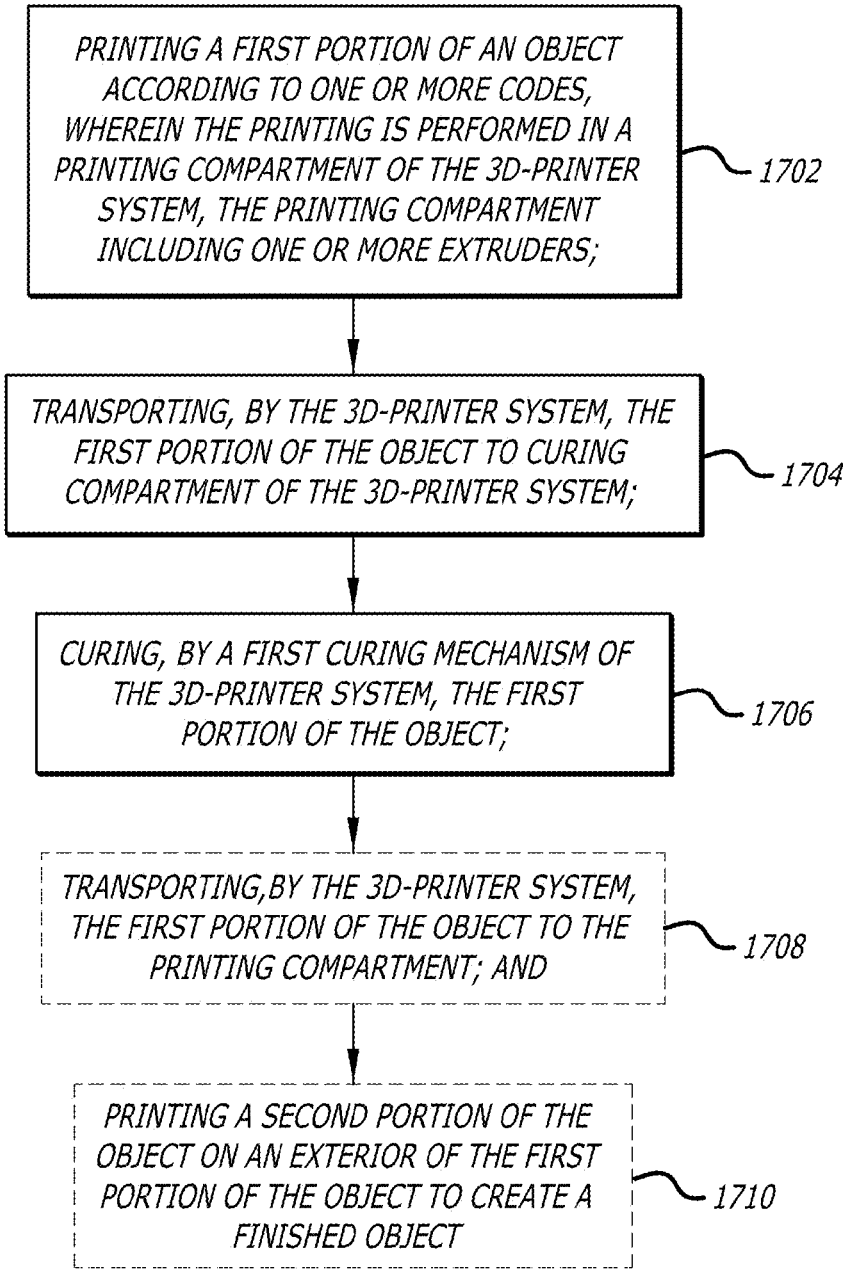 PRINTING A FIRST PORTION OF AN OBJECT
ACCORDING TO ONE OR MORE CODES,
WHEREIN THE PRINTING IS PERFORMED IN A
PRINTING COMPARTMENT OF THE 3D-PRINTER
SYSTEM, THE PRINTING COMPARTMENT
INCLUDING ONE OR MORE EXTRUDERS;
1702
TRANSPORTING, BY THE 3D-PRINTER SYSTEM, THE
FIRST PORTION OF THE OBJECT TO CURING
COMPARTMENT OF THE 3D-PRINTER SYSTEM;
1704
CURING, BY A FIRST CURING MECHANISM OF
THE 3D-PRINTER SYSTEM, THE FIRST
PORTION OF THE OBJECT;
1706
TRANSPORTING,BY THE 3D-PRINTER SYSTEM,
THE FIRST PORTION OF THE OBJECT TO THE
PRINTING COMPARTMENT; AND
1708
PRINTING A SECOND PORTION OF THE
OBJECT ON AN EXTERIOR OF THE FIRST
PORTION OF THE OBJECT TO CREATE A
FINISHED OBJECT
1710